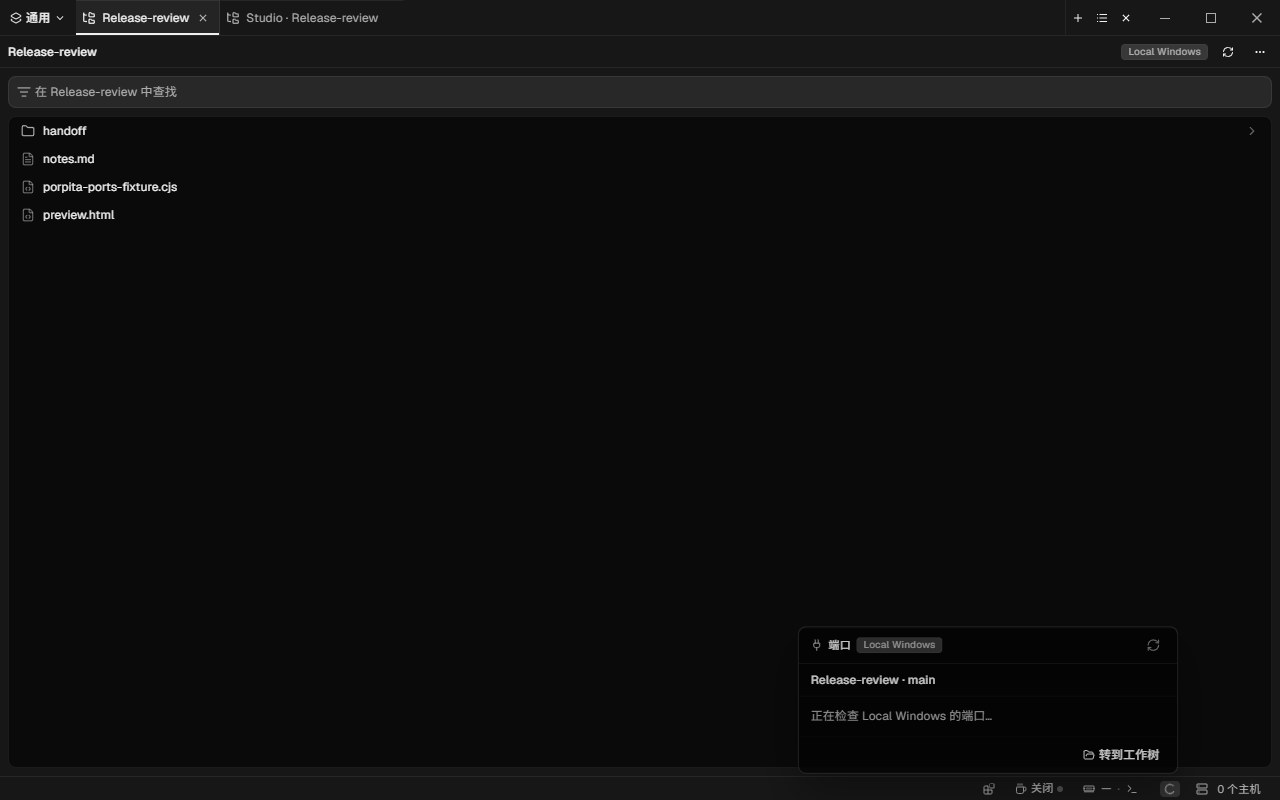 通用
Release-review
Studio · Release-review
Release-review
Local Windows
在 Release-review 中查找
handoff
notes.md
porpita-ports-fixture.cjs
preview.html
端口 Local Windows
Release-review · main
正在检查 Local Windows 的端口…
转到工作树
关闭
0 个主机